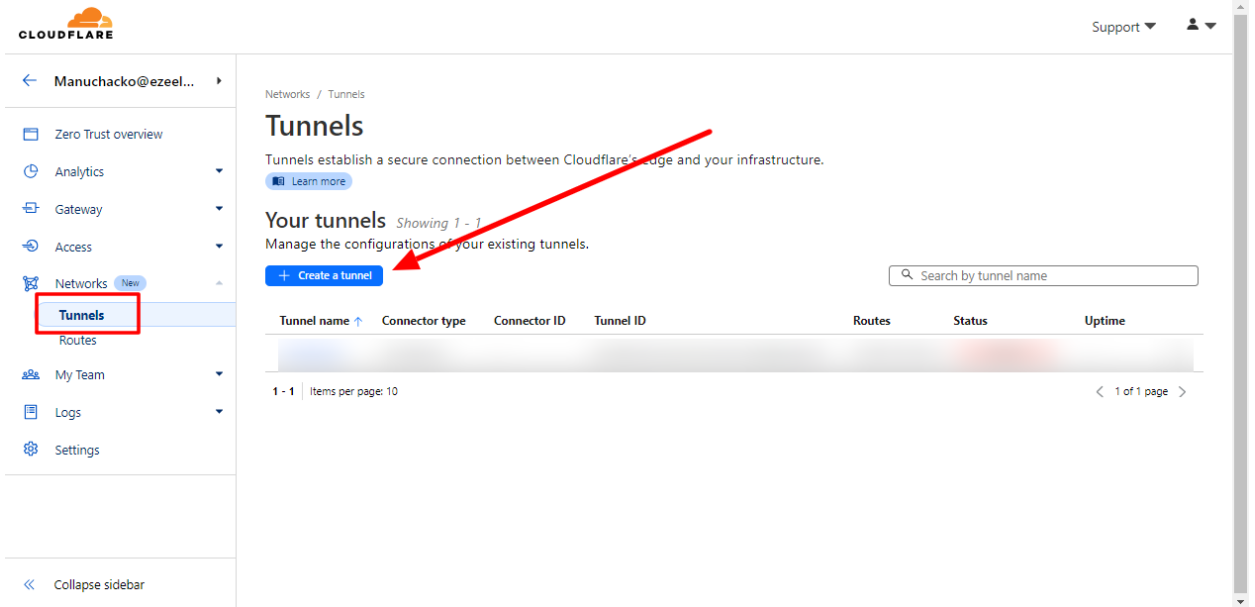 CLOUDFLARE
Support
Manuchacko@ezeel...
Zero Trust overview
Analytics
Gateway
Access
Networks New
Tunnels
Routes
My Team
Logs
Settings
Collapse sidebar
Networks / Tunnels
Tunnels
Tunnels establish a secure connection between Cloudflare's edge and your infrastructure.
Learn more
Your tunnels Showing 1 - 1
Manage the configurations of your existing tunnels.
+ Create a tunnel
Search by tunnel name
Tunnel name ↑ Connector type Connector ID Tunnel ID Routes Status Uptime
1 - 1 Items per page: 10
1 of 1 page